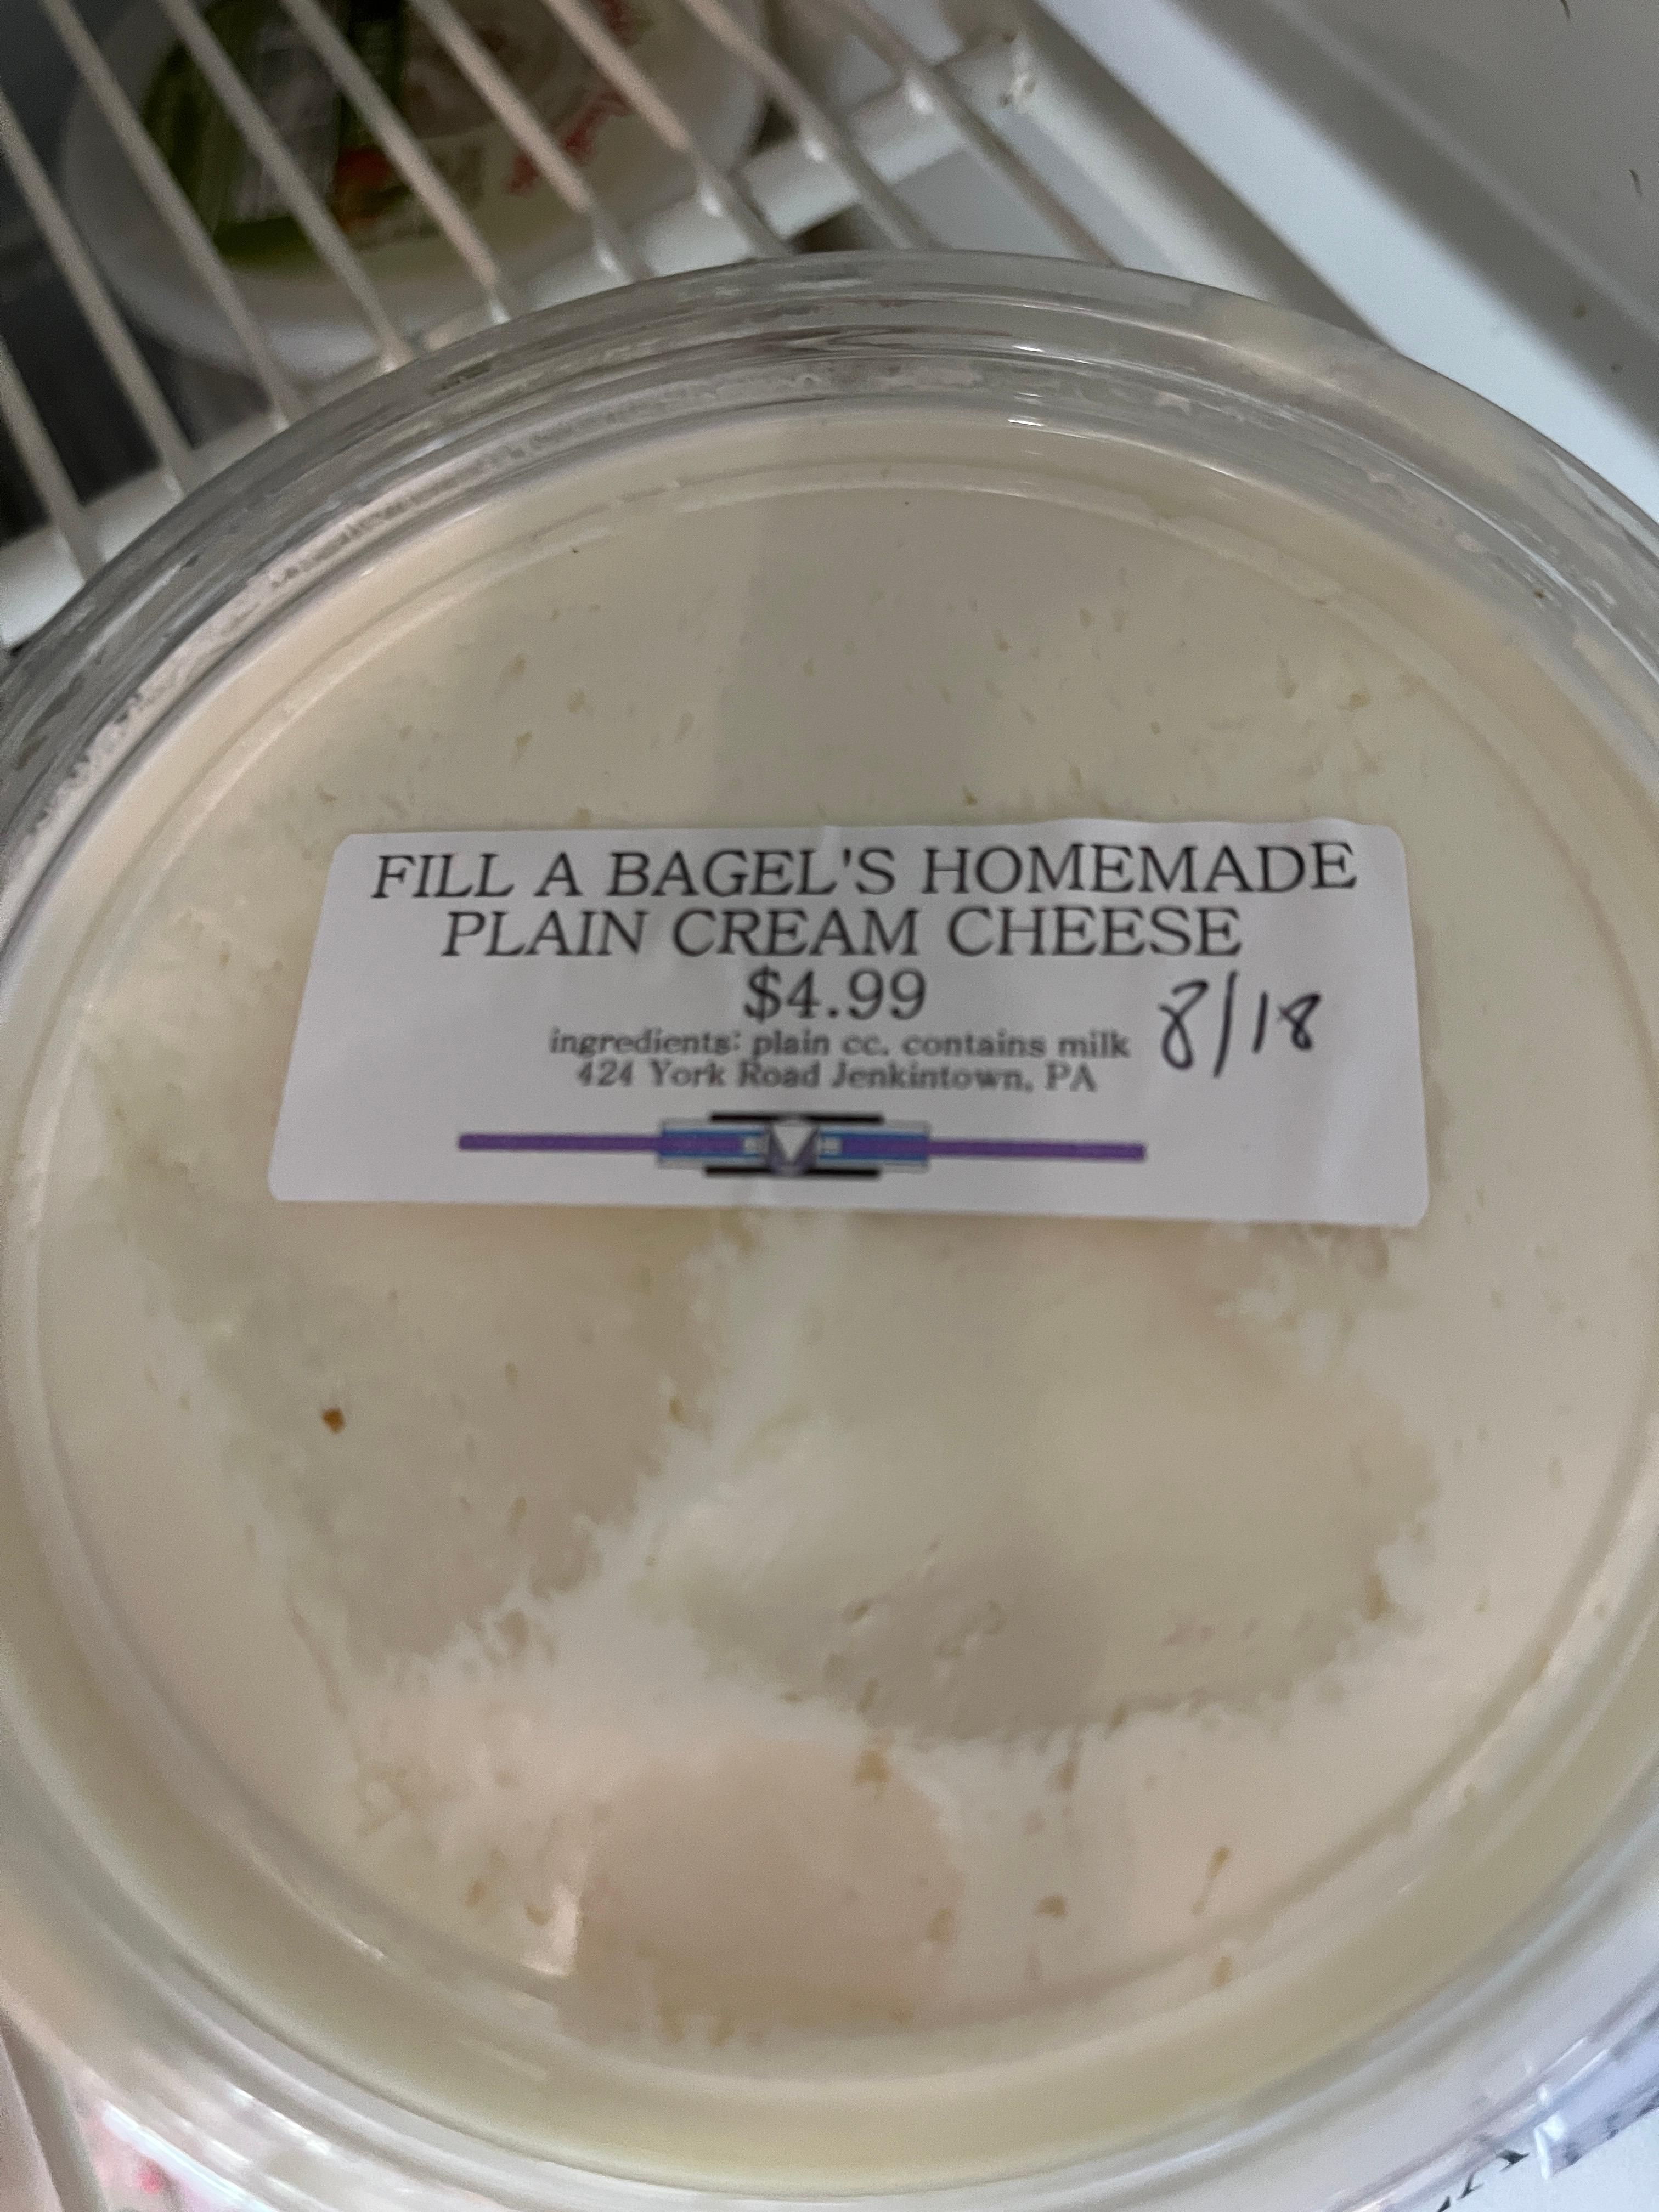 FILL A BAGEL'S HOMEMADE
PLAIN CREAM CHEESE
$4.99
8/18
ingredients: plain cc. contains milk
424 York Road Jenkintown, PA